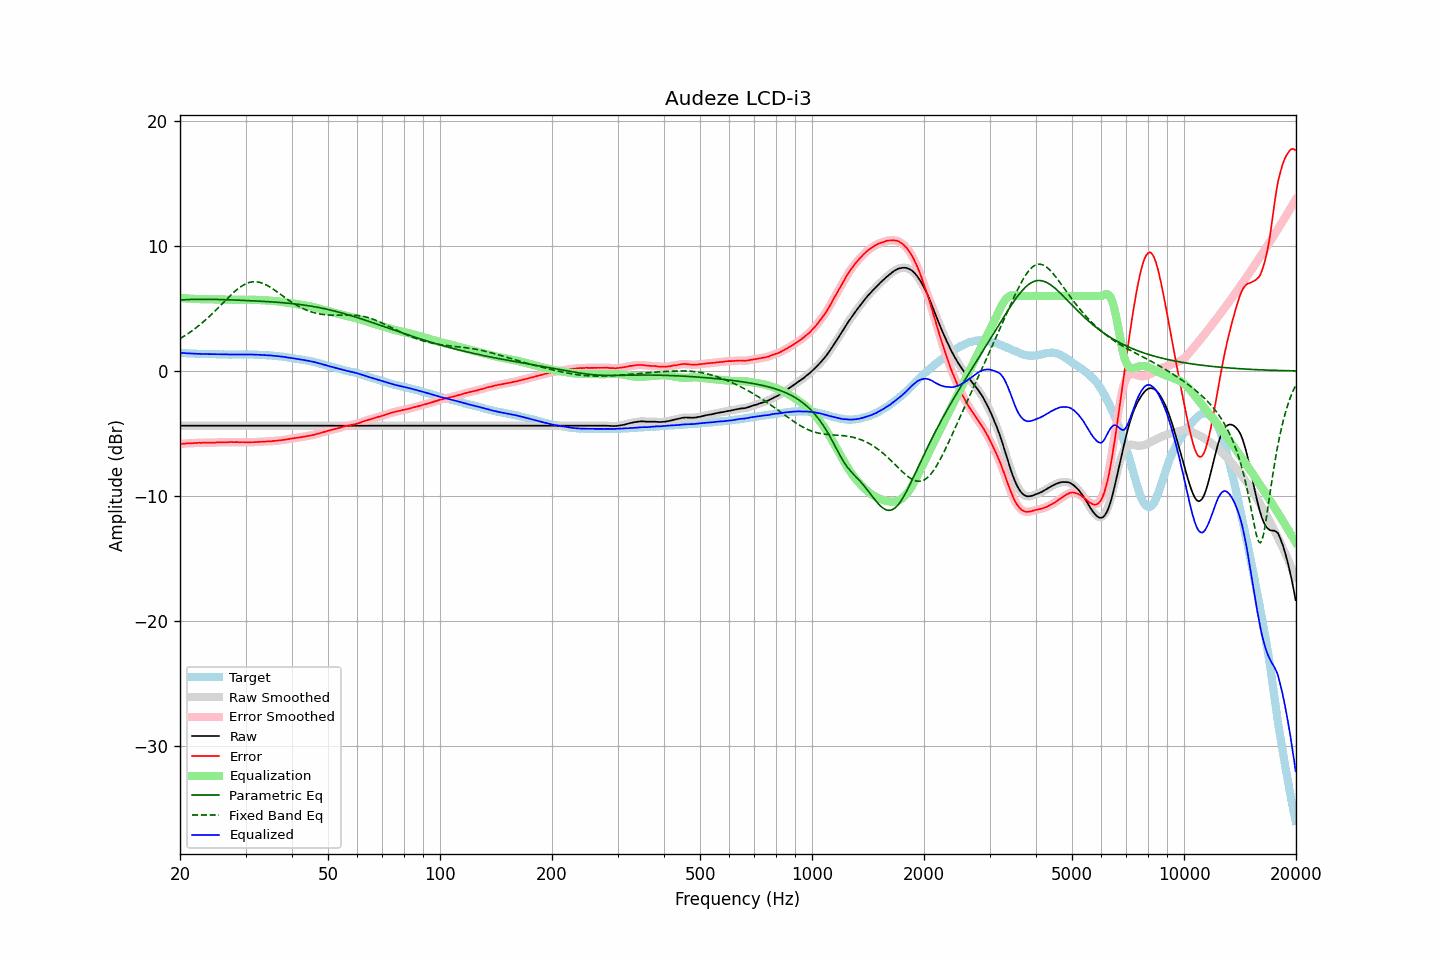 Audeze LCD-i3
20
10
0
−10
−20
−30
Amplitude (dBr)
Target
Raw Smoothed
Error Smoothed
Raw
Error
Equalization
Parametric Eq
Fixed Band Eq
Equalized
20 50 100 200 500 1000 2000 5000 10000 20000
Frequency (Hz)